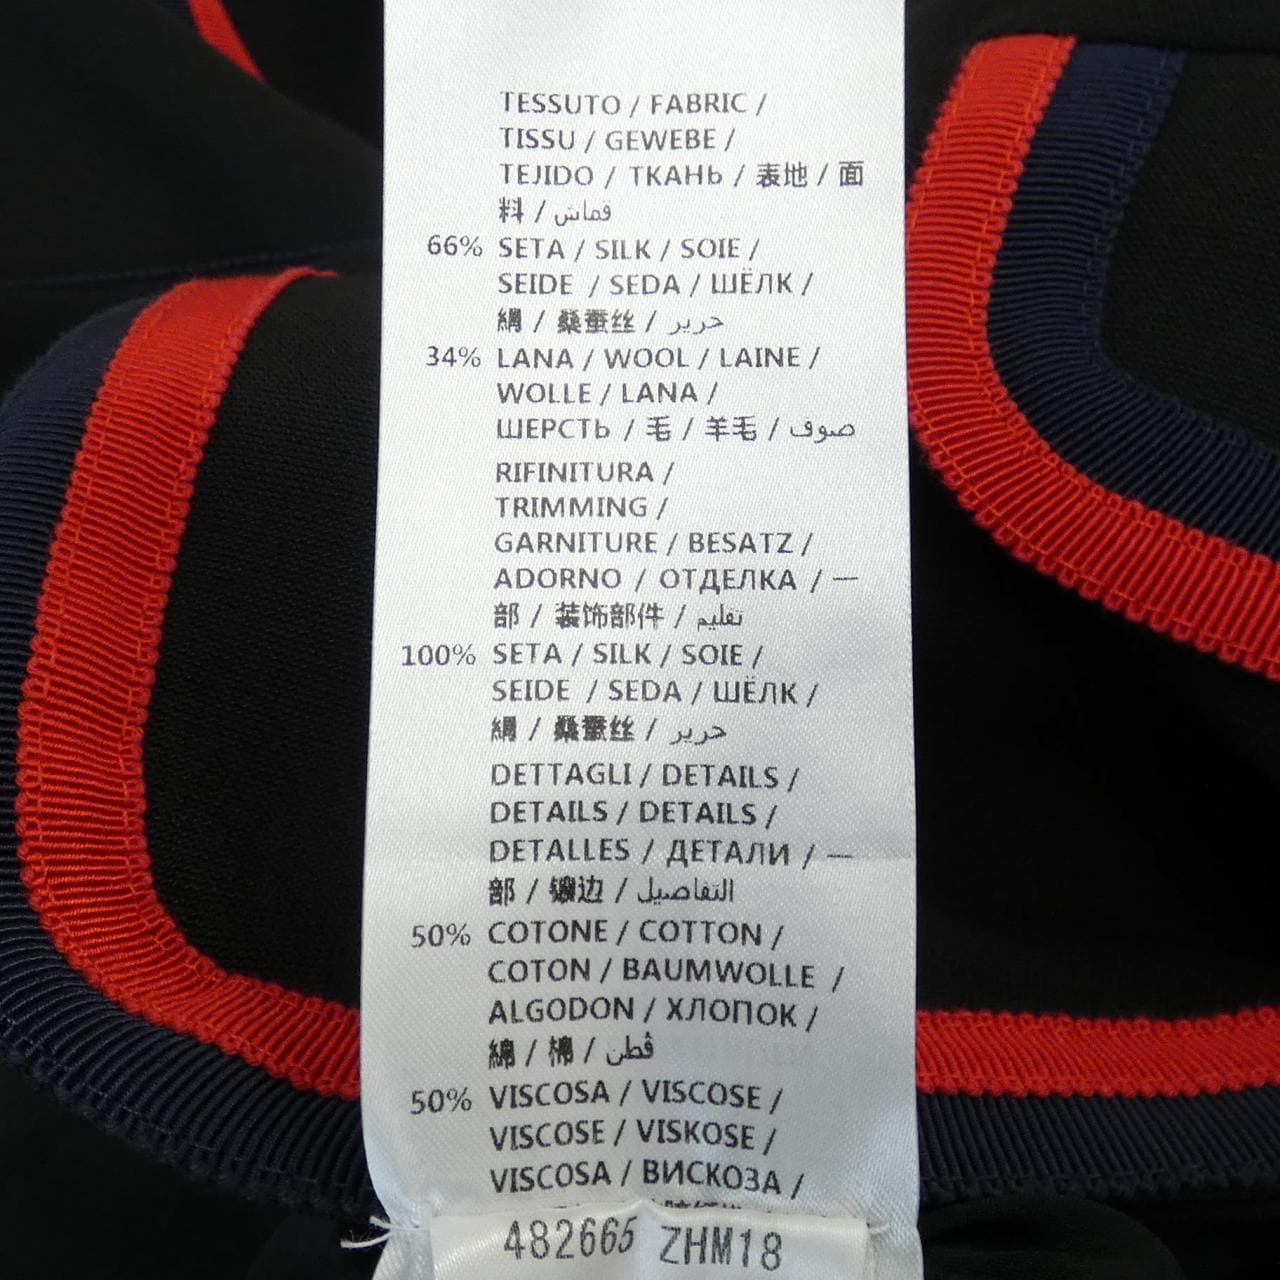 TESSUTO / FABRIC /
TISSU / GEWEBE /
TEJIDO / ТКАНЬ / 表地 / 面
料 / قماش
66% SETA / SILK / SOIE /
SEIDE / SEDA / ШЁЛК /
絹 / 桑蚕丝 / حرير
34% LANA / WOOL / LAINE /
WOLLE / LANA /
ШЕРСТЬ / 毛 / 羊毛 / صوف
RIFINITURA /
TRIMMING /
GARNITURE / BESATZ /
ADORNO / ОТДЕЛКА / 一
部 / 装饰部件 / تقليم
100% SETA / SILK / SOIE /
SEIDE / SEDA / ШЁЛК /
絹 / 桑蚕丝 / حرير
DETTAGLI / DETAILS /
DETAILS / DETAILS /
DETALLES / ДЕТАЛИ / 一
部 / 镶边 / التفاصيل
50% COTONE / COTTON /
COTON / BAUMWOLLE /
ALGODON / ХЛОПОК /
綿 / 棉 / قطن
50% VISCOSA / VISCOSE /
VISCOSE / VISKOSE /
VISCOSA / ВИСКОЗА /
482665 ZHM18